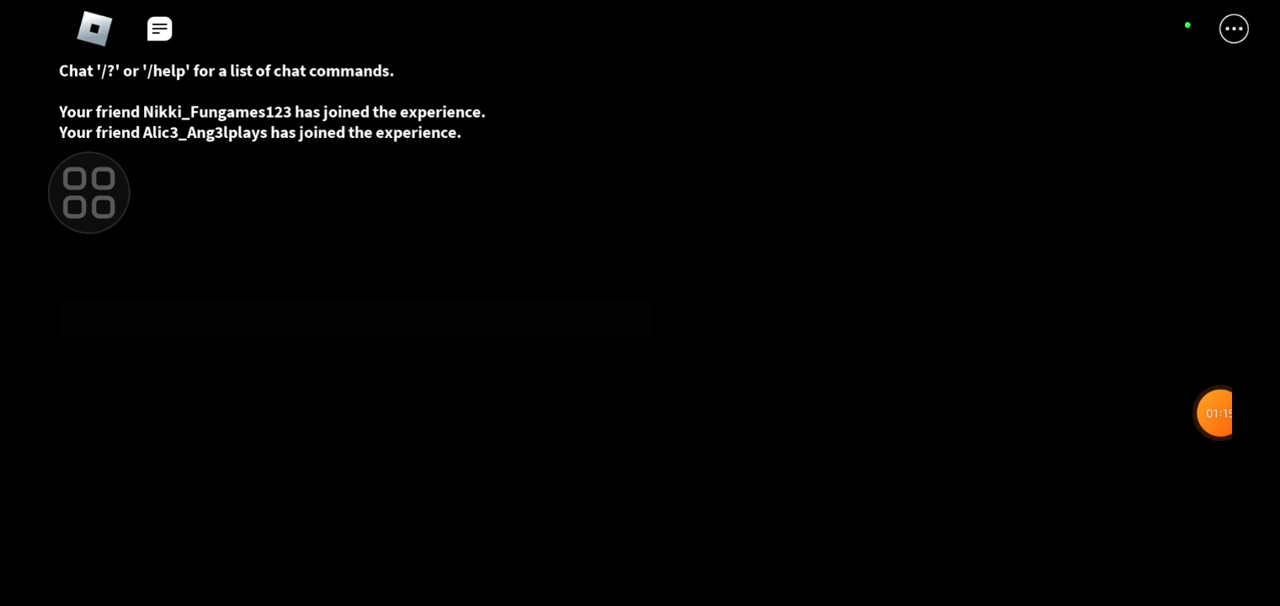 Chat '/?' or '/help' for a list of chat commands.
Your friend Nikki_Fungames123 has joined the experience.
Your friend Alic3_Ang3lplays has joined the experience.
01:15